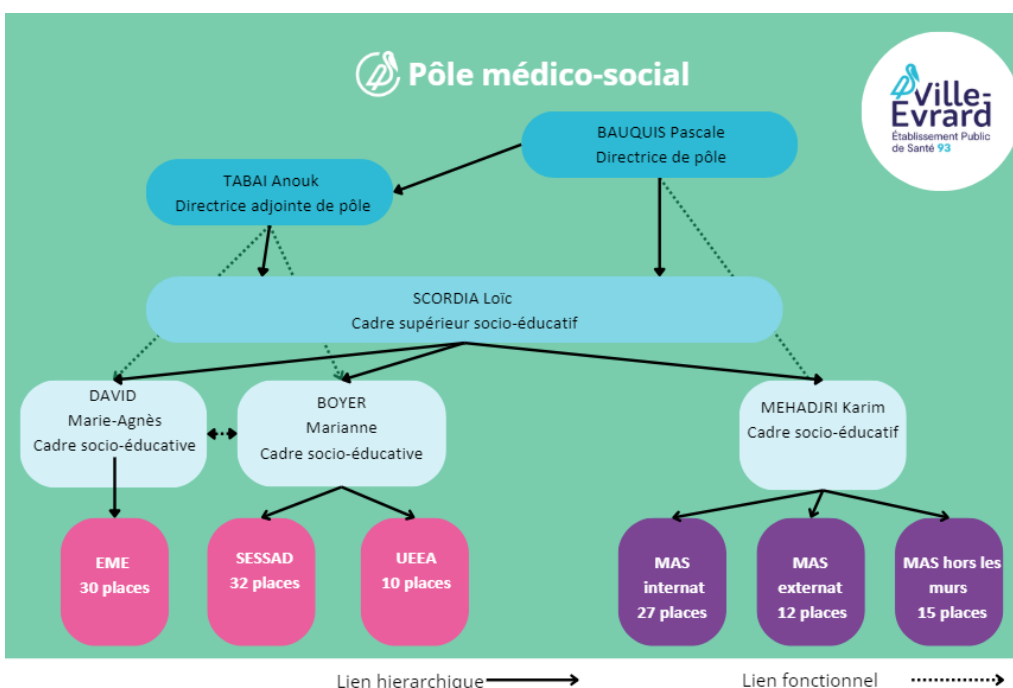 Pôle médico-social
Ville-
Evrard
Établissement Public
de Santé 93
BAUQUIS Pascale
Directrice de pôle
TABAI Anouk
Directrice adjointe de pôle
SCORDIA Loïc
Cadre supérieur socio-éducatif
DAVID
Marie-Agnès
Cadre socio-éducative
BOYER
Marianne
Cadre socio-éducative
MEHADJRI Karim
Cadre socio-éducatif
EME
30 places
SESSAD
32 places
UEEA
10 places
MAS
internat
27 places
MAS
externat
12 places
MAS hors les
murs
15 places
Lien hierarchique
Lien fonctionnel